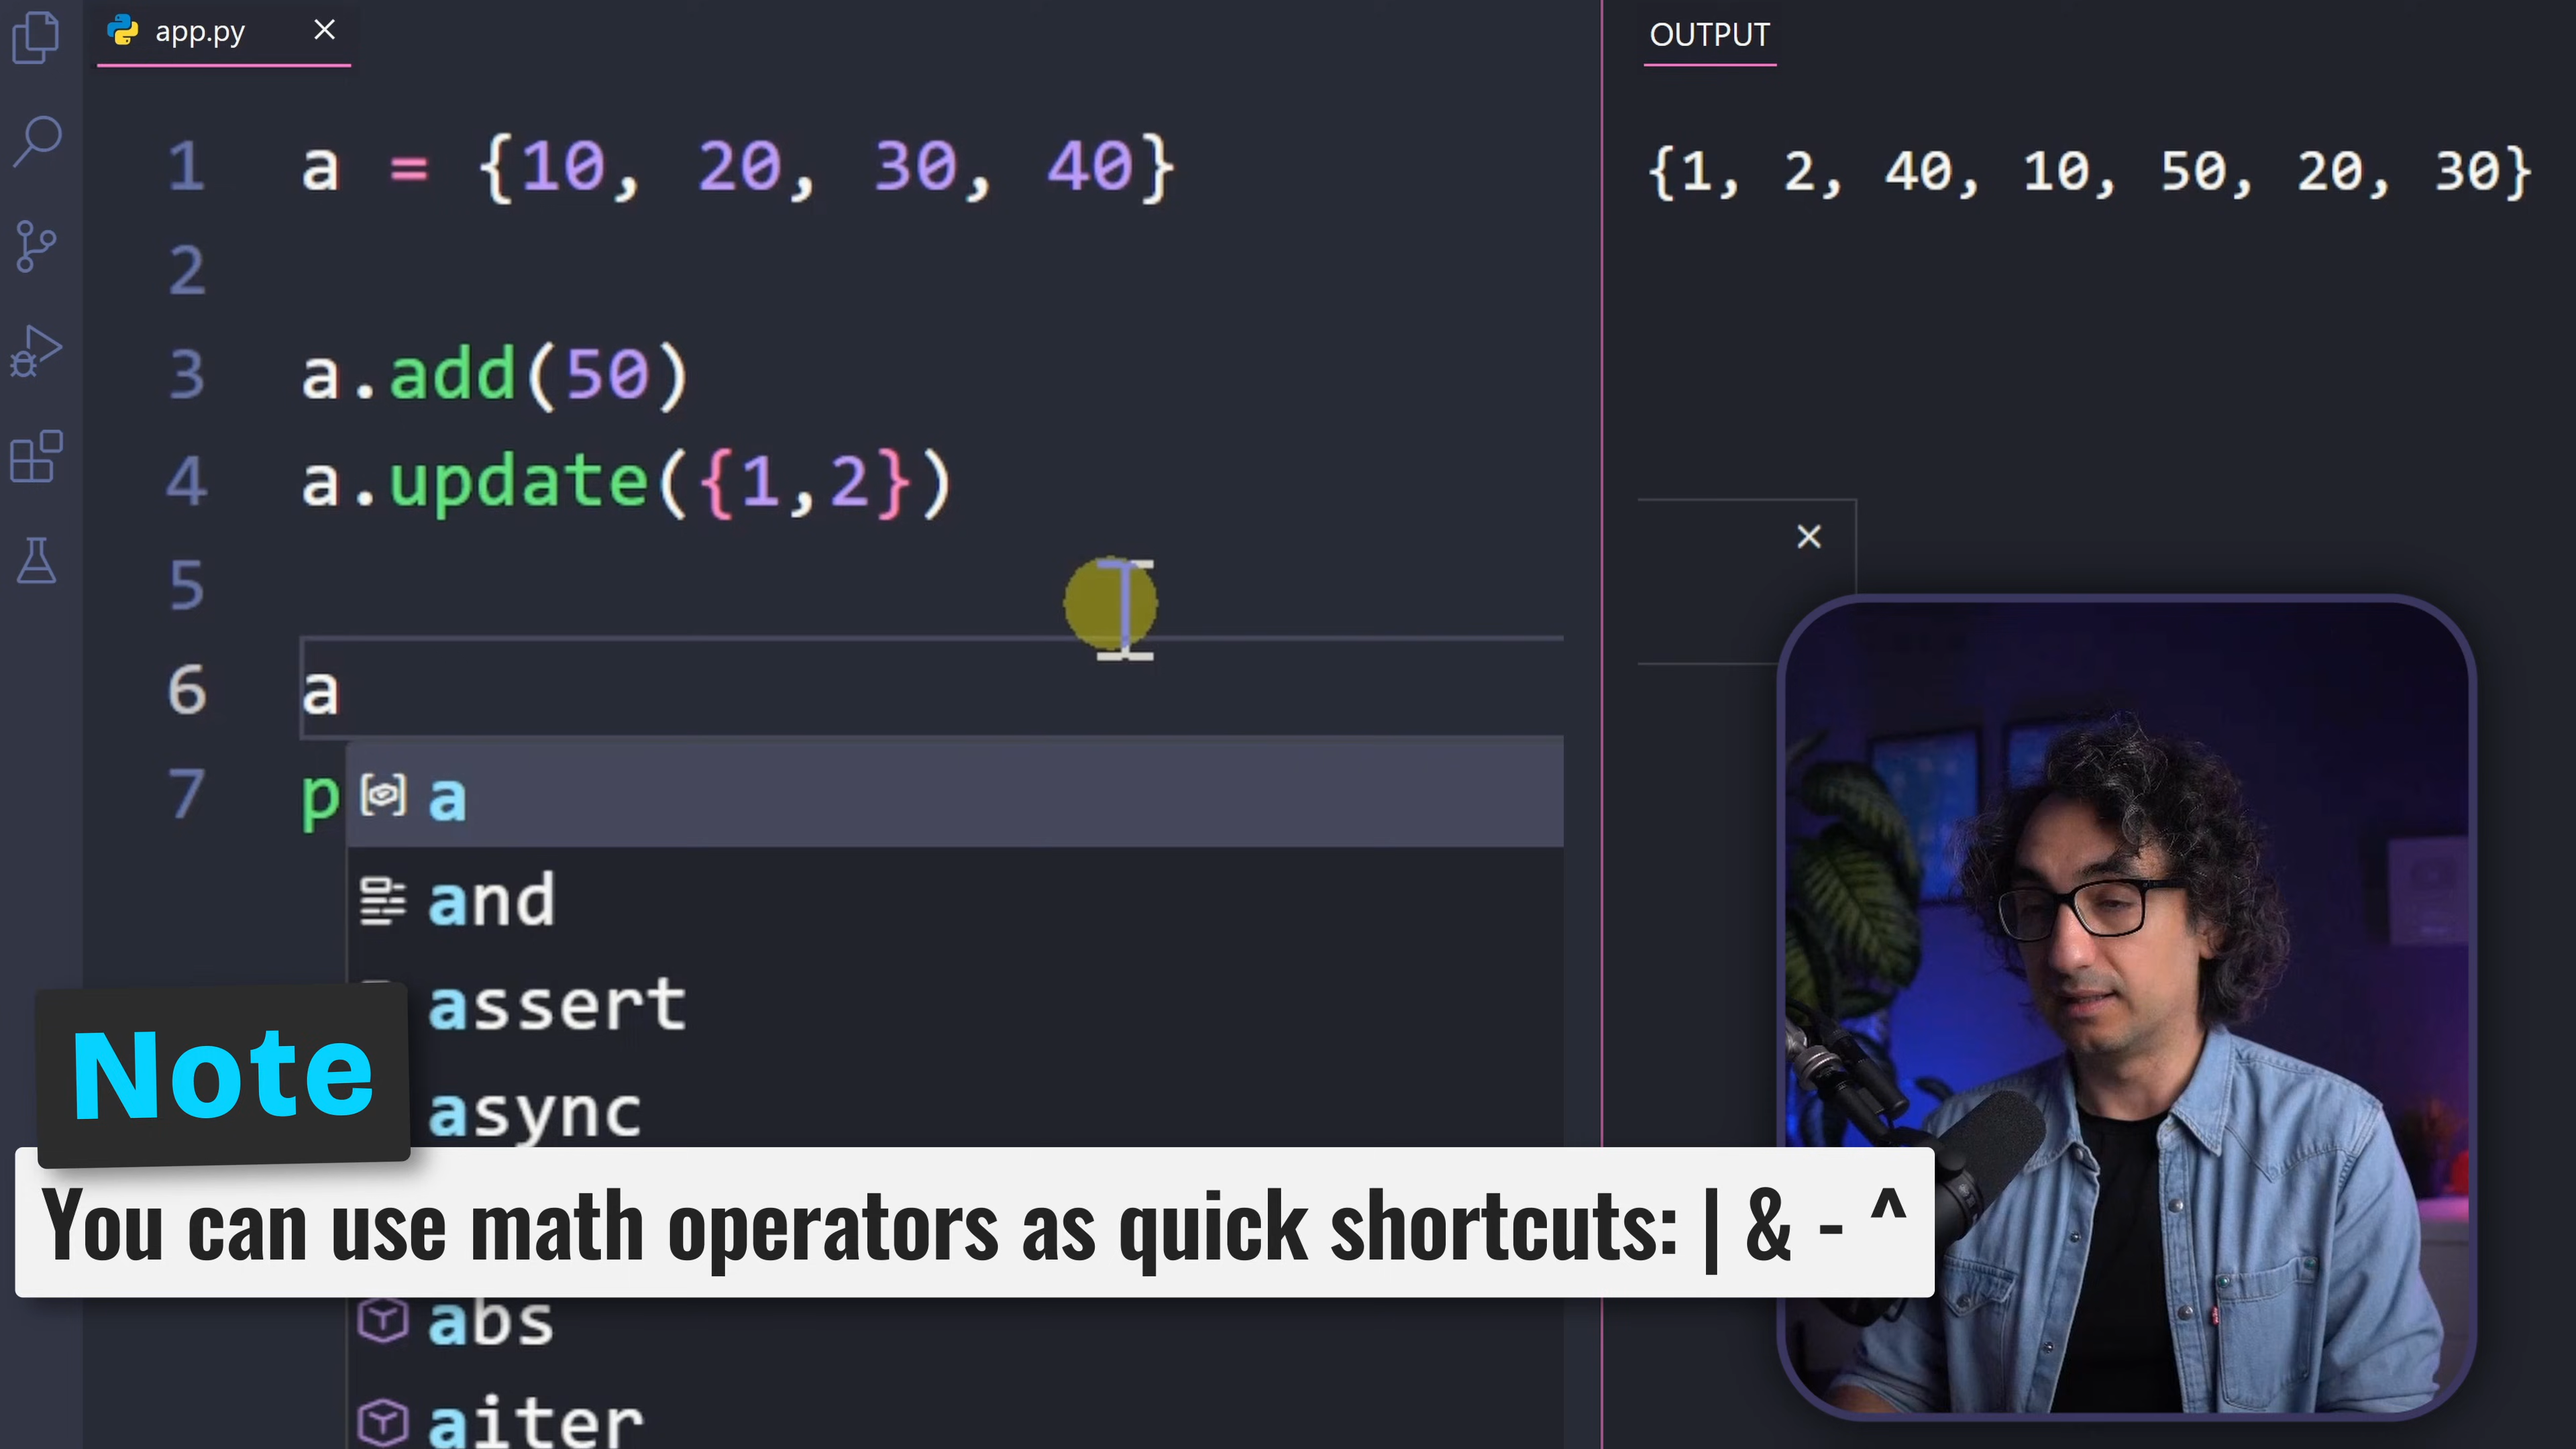 app.py
OUTPUT
1 a = {10, 20, 30, 40}
{1, 2, 40, 10, 50, 20, 30}
2
3 a.add(50)
4 a.update({1,2})
5
6 a
7 p
a
and
assert
async
Note
You can use math operators as quick shortcuts: | & - ^
abs
aiter